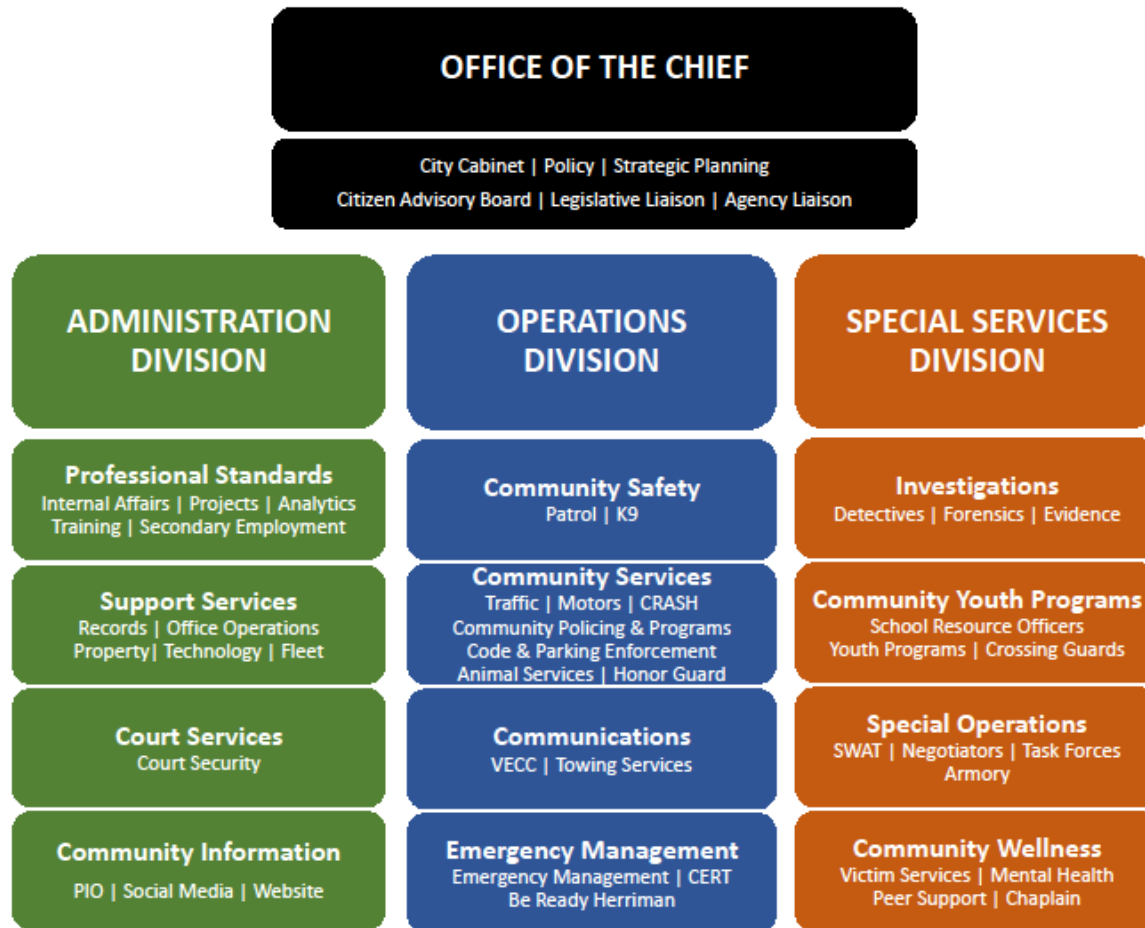 OFFICE OF THE CHIEF
City Cabinet | Policy | Strategic Planning
Citizen Advisory Board | Legislative Liaison | Agency Liaison
ADMINISTRATION
DIVISION
Professional Standards
Internal Affairs | Projects | Analytics
Training | Secondary Employment
Support Services
Records | Office Operations
Property| Technology | Fleet
Court Services
Court Security
Community Information
PIO | Social Media | Website
OPERATIONS
DIVISION
Community Safety
Patrol | K9
Community Services
Traffic | Motors | CRASH
Community Policing & Programs
Code & Parking Enforcement
Animal Services | Honor Guard
Communications
VECC | Towing Services
Emergency Management
Emergency Management | CERT
Be Ready Herriman
SPECIAL SERVICES
DIVISION
Investigations
Detectives | Forensics | Evidence
Community Youth Programs
School Resource Officers
Youth Programs | Crossing Guards
Special Operations
SWAT | Negotiators | Task Forces
Armory
Community Wellness
Victim Services | Mental Health
Peer Support | Chaplain